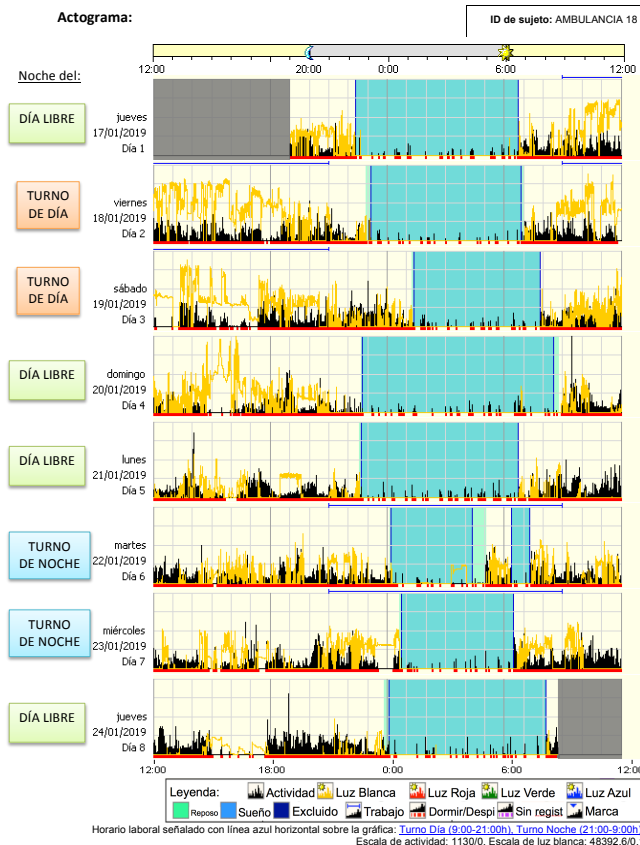 Actograma:
ID de sujeto: AMBULANCIA 18
Noche del:
12:00 20:00 0:00 6:00 12:00
DÍA LIBRE
jueves
17/01/2019
Día 1
TURNO
DE DÍA
viernes
18/01/2019
Día 2
TURNO
DE DÍA
sábado
19/01/2019
Día 3
DÍA LIBRE
domingo
20/01/2019
Día 4
DÍA LIBRE
lunes
21/01/2019
Día 5
TURNO
DE NOCHE
martes
22/01/2019
Día 6
TURNO
DE NOCHE
miércoles
23/01/2019
Día 7
DÍA LIBRE
jueves
24/01/2019
Día 8
12:00 18:00 0:00 6:00 12:00
Leyenda: Actividad Luz Blanca Luz Roja Luz Verde Luz Azul
Reposo Sueño Excluido Trabajo Dormir/Despi Sin regist Marca
Horario laboral señalado con línea azul horizontal sobre la gráfica: Turno Día (9:00-21:00h), Turno Noche (21:00-9:00h)
Escala de actividad: 1130/0. Escala de luz blanca: 48392.6/0.1